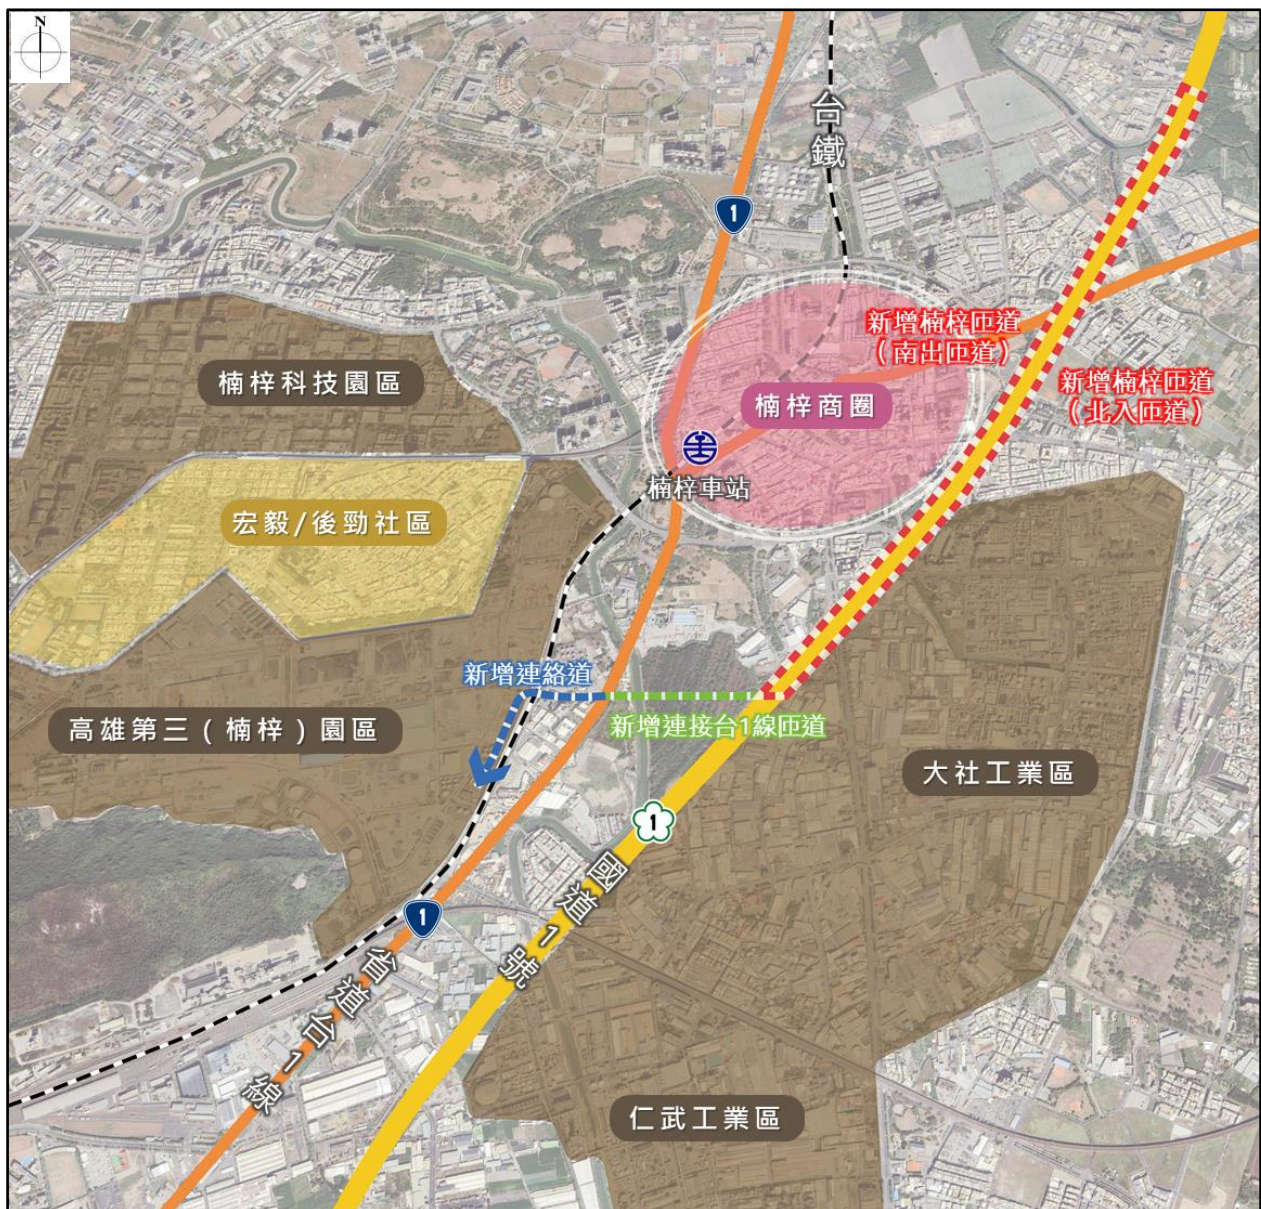 N
台鐵
1
新增楠梓匝道
（南出匝道）
新增楠梓匝道
（北入匝道）
楠梓科技園區
楠梓商圈
楠梓車站
宏毅/後勁社區
新增連絡道
新增連接台1線匝道
高雄第三（楠梓）園區
大社工業區
1
國道1號
1
省道台1線
仁武工業區